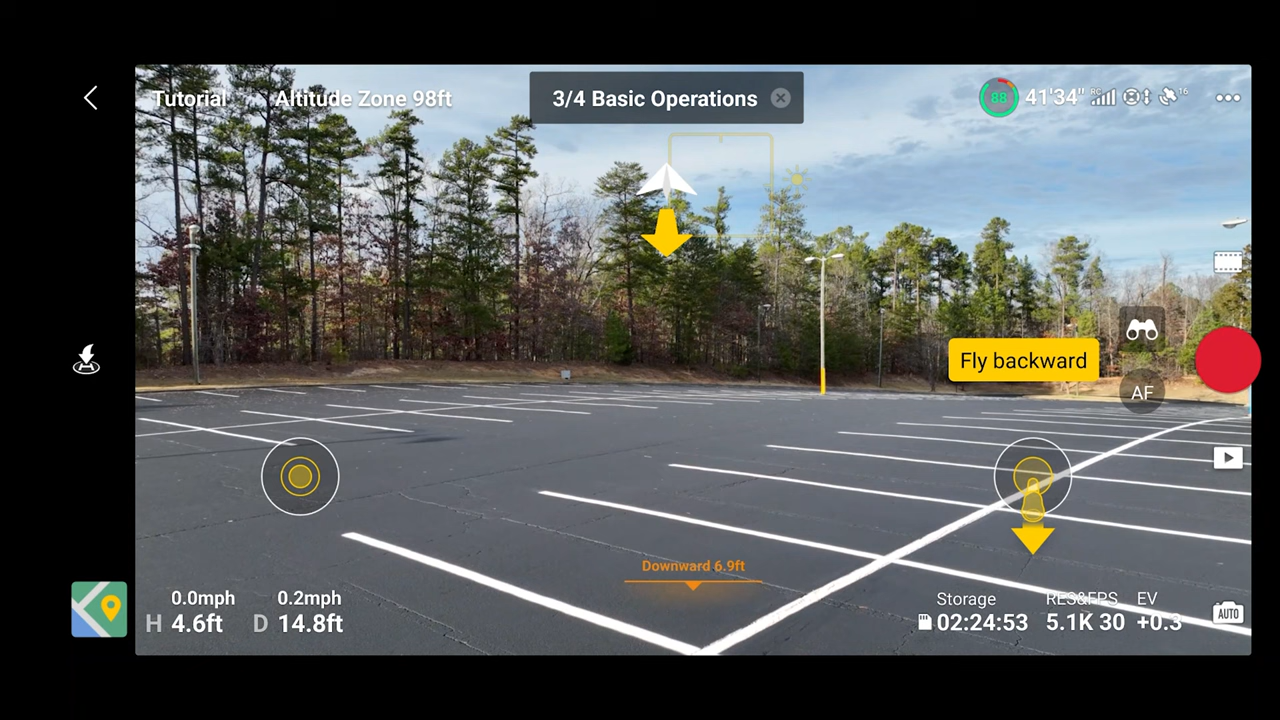 Tutorial
Altitude Zone 98ft
3/4 Basic Operations
88
41'34"
RC
16
Fly backward
AF
Downward 6.9ft
0.0mph
0.2mph
H 4.6ft
D 14.8ft
Storage
RES&FPS
EV
02:24:53
5.1K 30
+0.3
AUTO